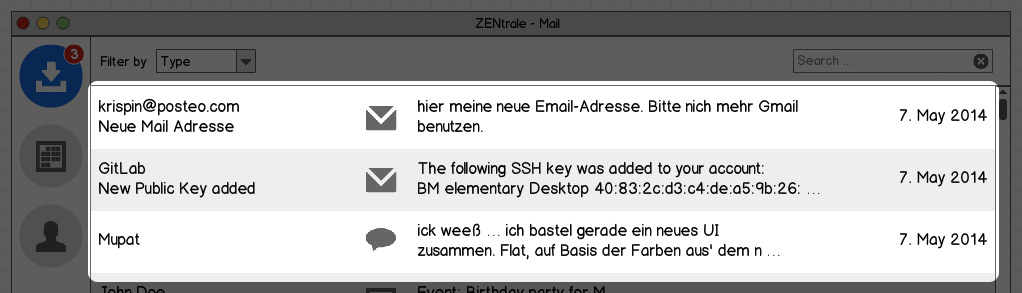 ZENtrale - Mail
3
Filter by Type
Search ...
krispin@posteo.com
Neue Mail Adresse
hier meine neue Email-Adresse. Bitte nich mehr Gmail
benutzen.
7. May 2014
GitLab
New Public Key added
The following SSH key was added to your account:
BM elementary Desktop 40:83:2c:d3:c4:de:a5:9b:26: ...
7. May 2014
Mupat
ick weeß ... ich bastel gerade ein neues UI
zusammen. Flat, auf Basis der Farben aus' dem n ...
7. May 2014
John Doe
Event: Birthday party for M